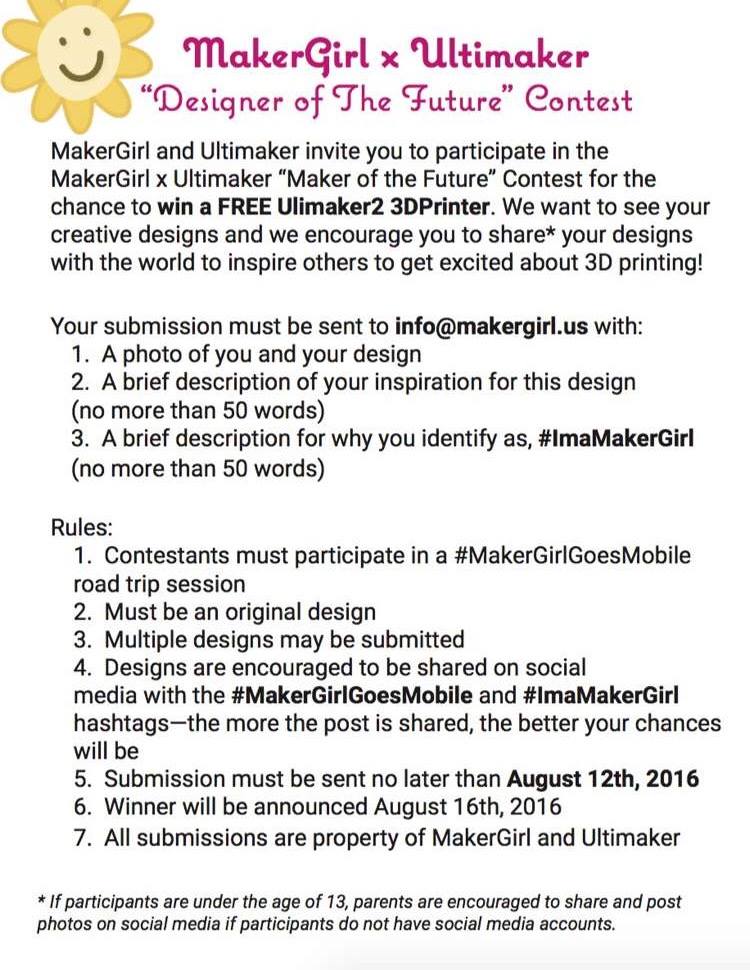 MakerGirl x Ultimaker
“Designer of The Future” Contest
MakerGirl and Ultimaker invite you to participate in the
MakerGirl x Ultimaker “Maker of the Future” Contest for the
chance to win a FREE Ulimaker2 3DPrinter. We want to see your
creative designs and we encourage you to share* your designs
with the world to inspire others to get excited about 3D printing!
Your submission must be sent to info@makergirl.us with:
1. A photo of you and your design
2. A brief description of your inspiration for this design
(no more than 50 words)
3. A brief description for why you identify as, #ImaMakerGirl
(no more than 50 words)
Rules:
1. Contestants must participate in a #MakerGirlGoesMobile
road trip session
2. Must be an original design
3. Multiple designs may be submitted
4. Designs are encouraged to be shared on social
media with the #MakerGirlGoesMobile and #ImaMakerGirl
hashtags—the more the post is shared, the better your chances
will be
5. Submission must be sent no later than August 12th, 2016
6. Winner will be announced August 16th, 2016
7. All submissions are property of MakerGirl and Ultimaker
* If participants are under the age of 13, parents are encouraged to share and post
photos on social media if participants do not have social media accounts.